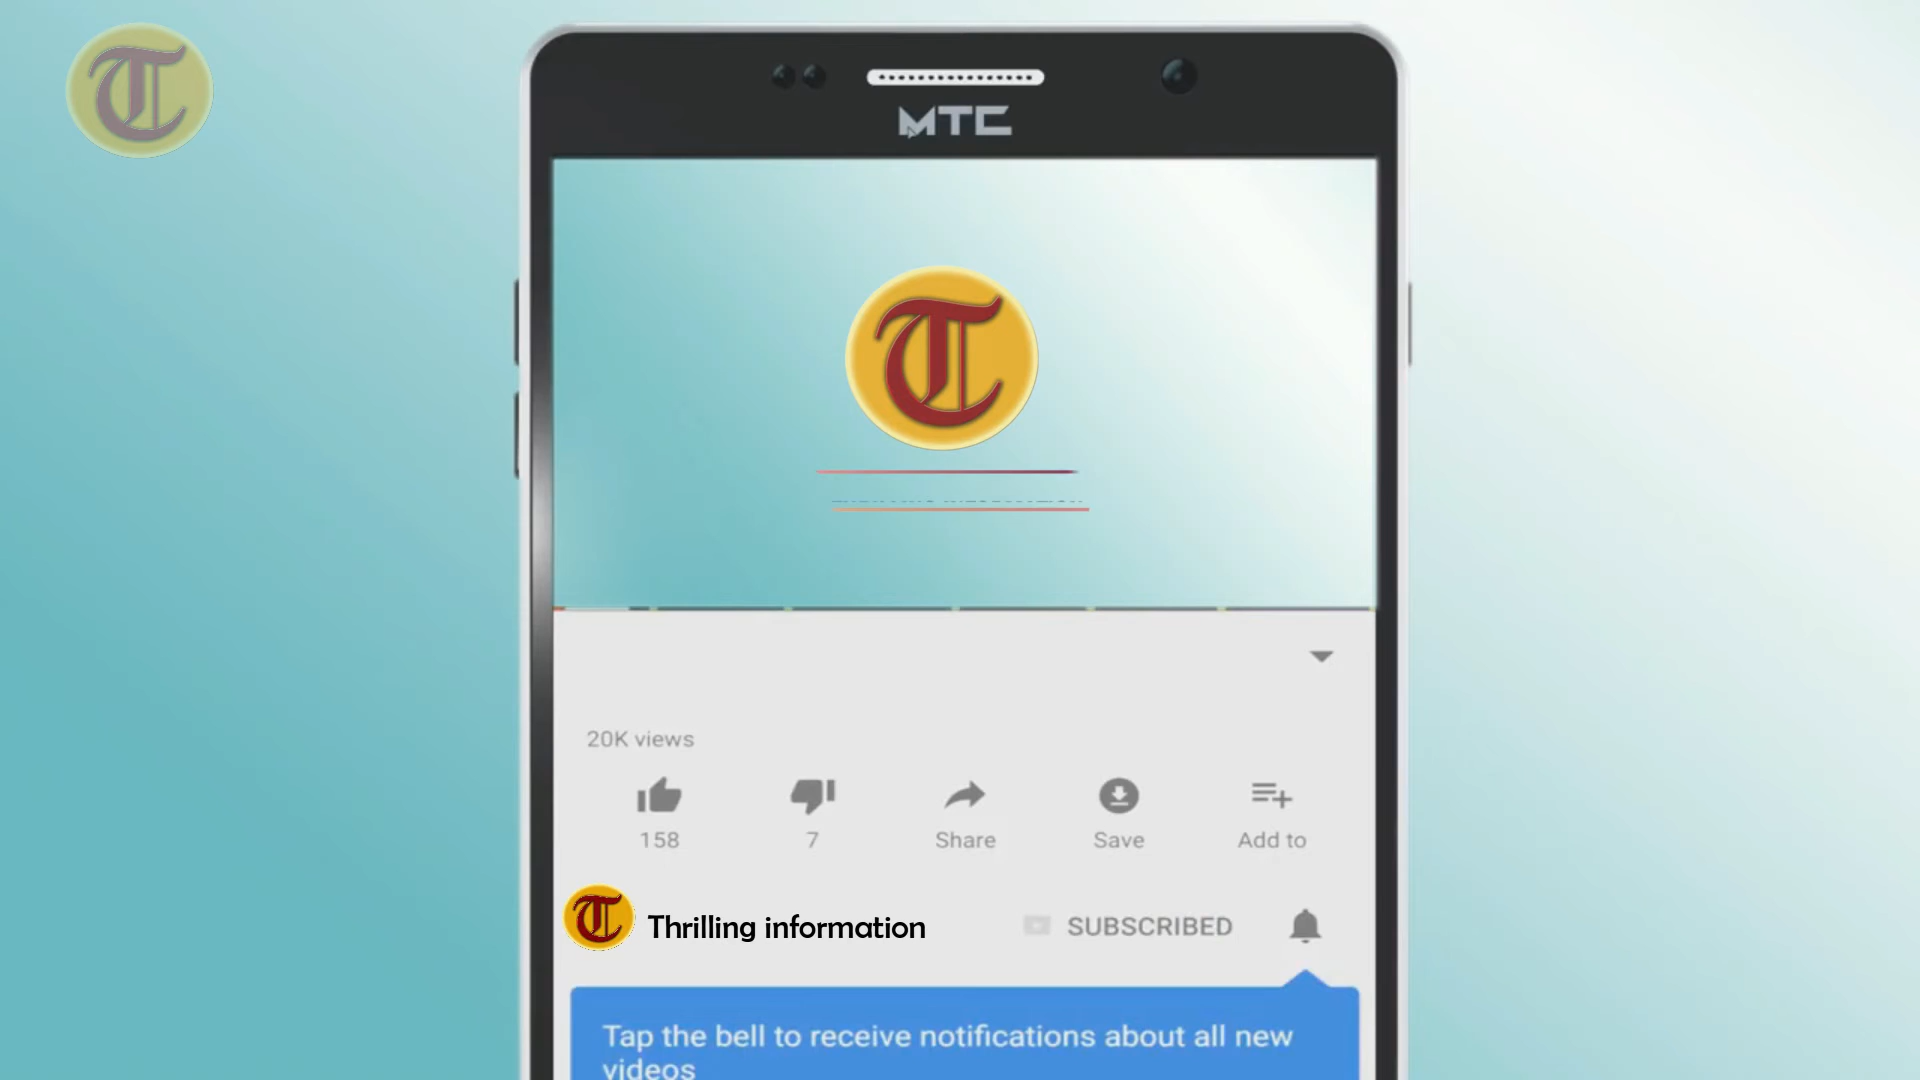 T
MTC
T
20K views
158
7
Share
Save
Add to
T
Thrilling information
SUBSCRIBED
Tap the bell to receive notifications about all new
videos